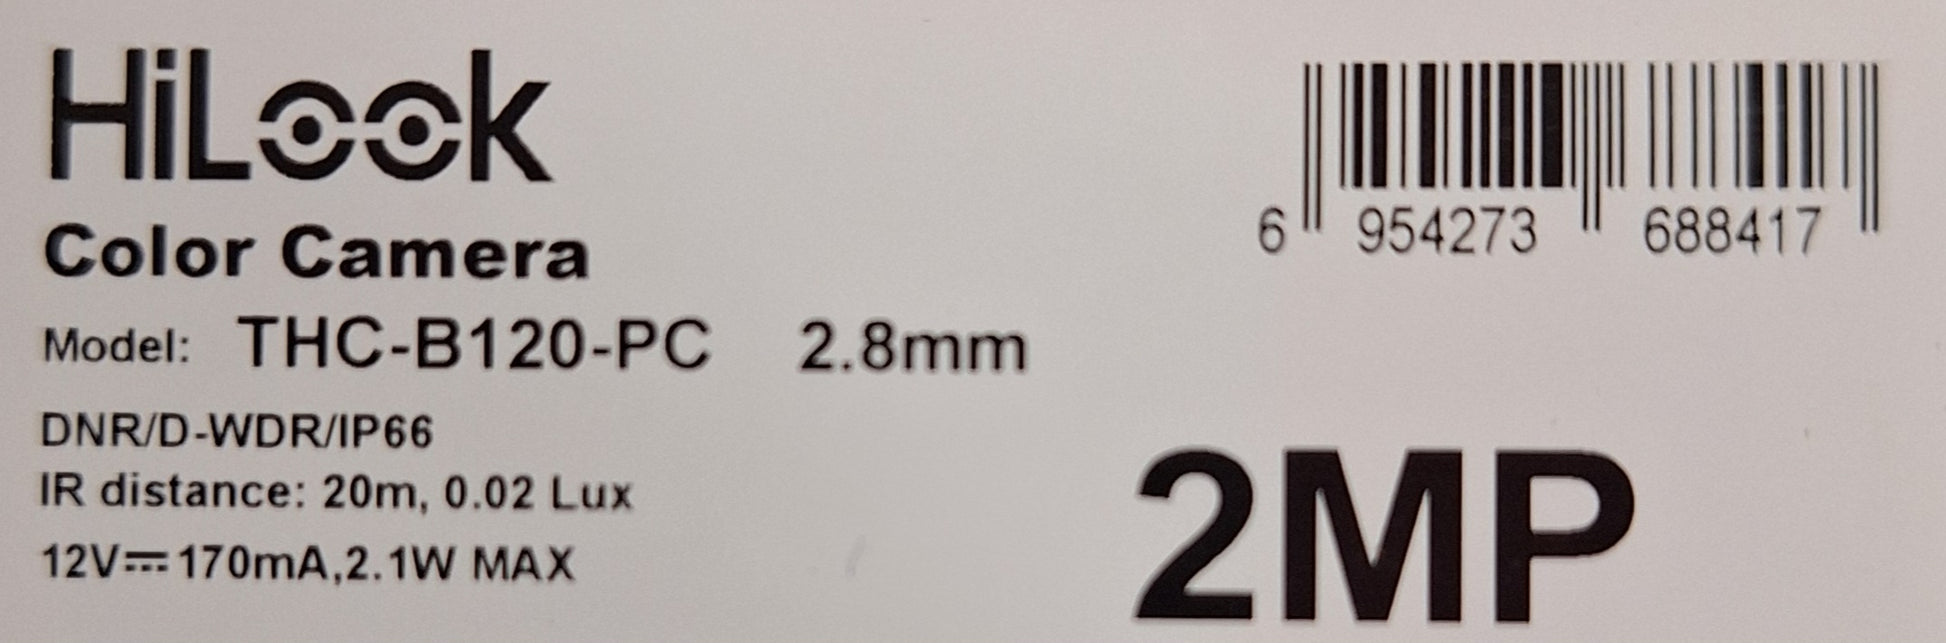 HiLook
Color Camera
Model: THC-B120-PC 2.8mm
DNR/D-WDR/IP66
IR distance: 20m, 0.02 Lux
12V⎓170mA,2.1W MAX
6 954273 688417
2MP